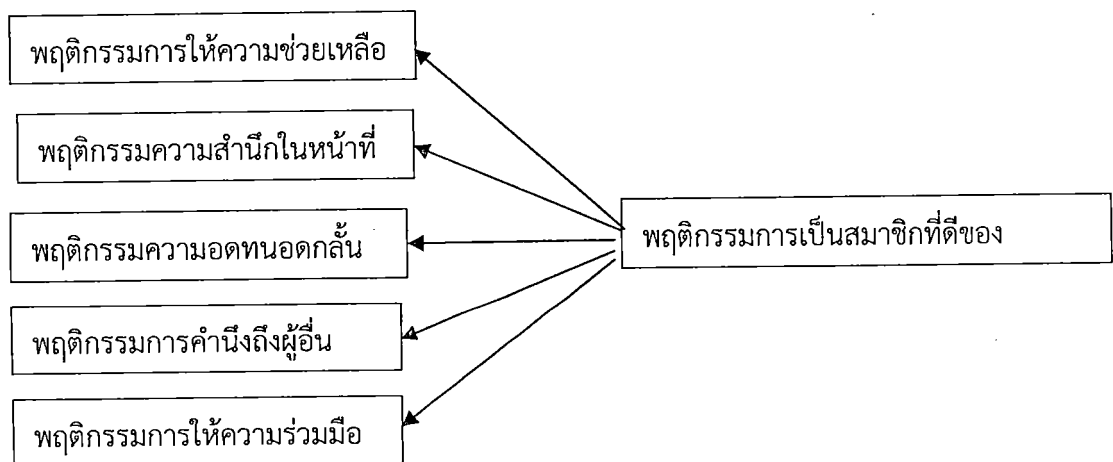 พฤติกรรมการให้ความช่วยเหลือ
พฤติกรรมความสำนึกในหน้าที่
พฤติกรรมความอดทนอดกลั้น
พฤติกรรมการเป็นสมาชิกที่ดีของ
พฤติกรรมการคำนึงถึงผู้อื่น
พฤติกรรมการให้ความร่วมมือ